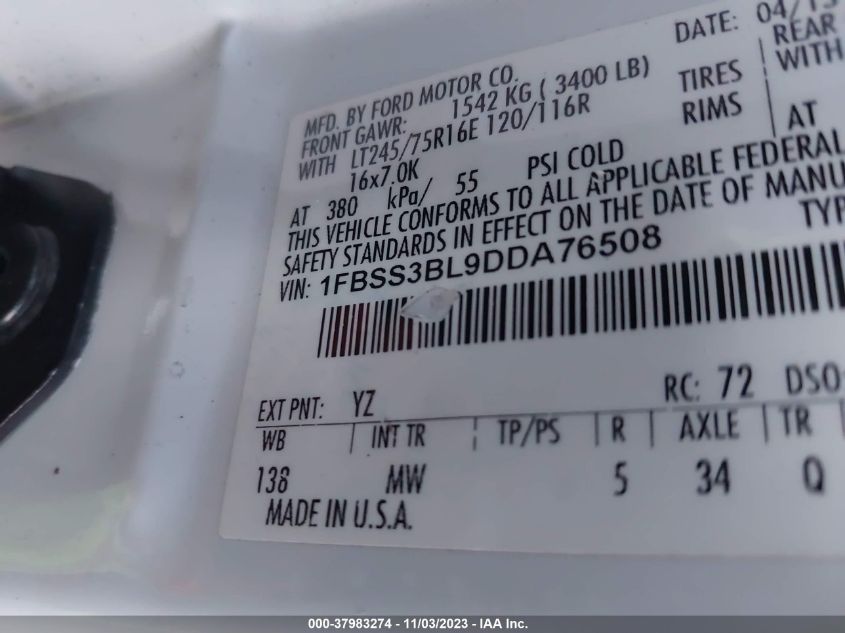 DATE: 04/13
MFD. BY FORD MOTOR CO.
FRONT GAWR: 1542 KG ( 3400 LB)
REAR
WITH LT245/75R16E 120/116R
TIRES
WITH
16x7.0K
RIMS
AT 380 kPa/ 55 PSI COLD
AT
THIS VEHICLE CONFORMS TO ALL APPLICABLE FEDERAL
SAFETY STANDARDS IN EFFECT ON THE DATE OF MANU
VIN: 1FBSS3BL9DDA76508
TYP
EXT PNT: YZ
RC: 72 DSO:
WB | INT TR | TP/PS | R | AXLE | TR
138 MW 5 34 Q
MADE IN U.S.A.
000-37983274 - 11/03/2023 - IAA Inc.